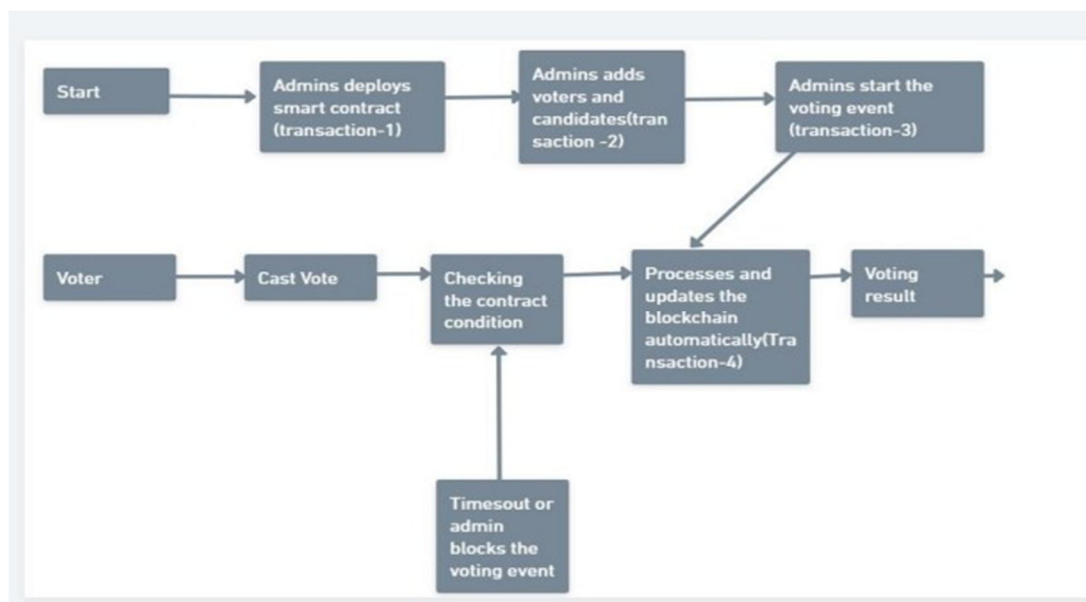 Start
Admins deploys
smart contract
(transaction-1)
Admins adds
voters and
candidates(tran
saction -2)
Admins start the
voting event
(transaction-3)
Voter
Cast Vote
Checking
the contract
condition
Processes and
updates the
blockchain
automatically(Tra
nsaction-4)
Voting
result
Timesout or
admin
blocks the
voting event